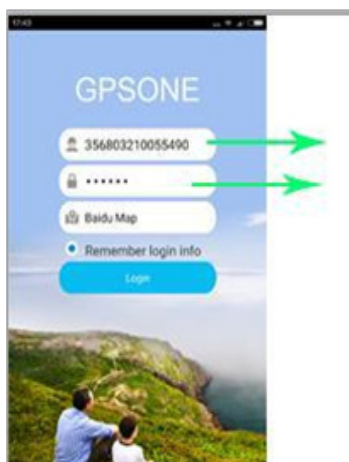 17:43
GPSONE
356803210055490
••••••
Baidu Map
Remember login info
Login